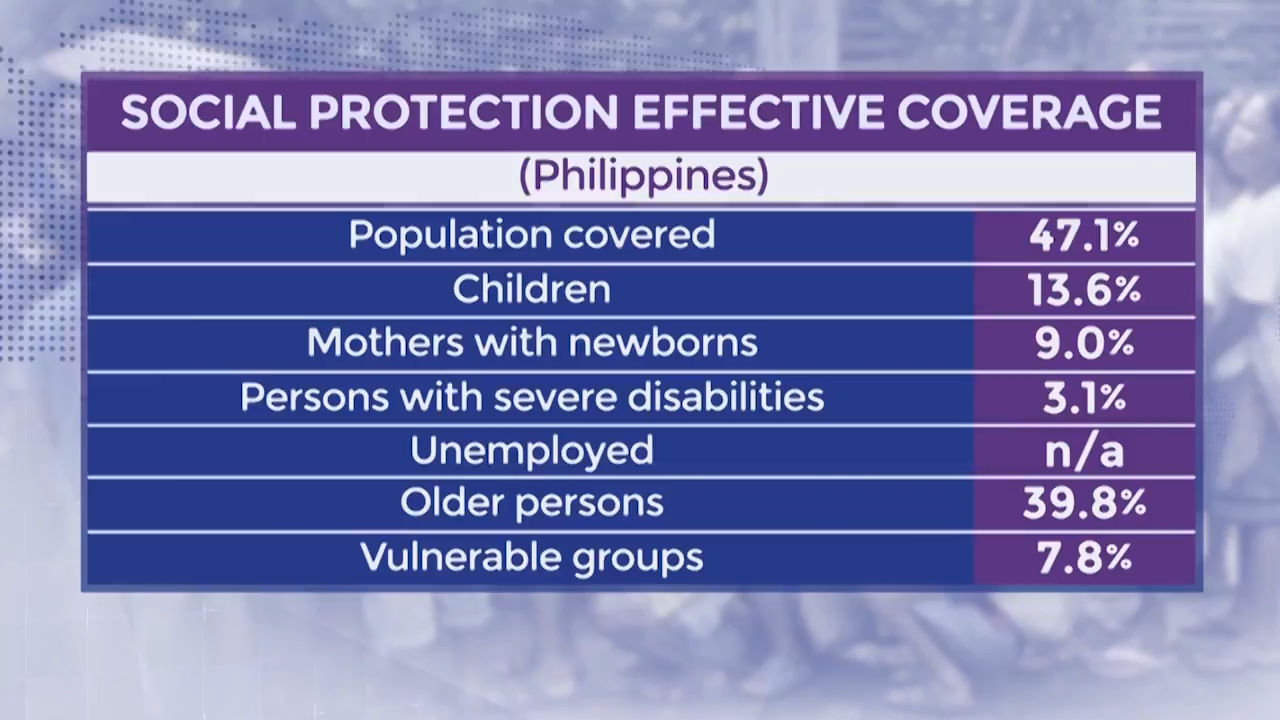 SOCIAL PROTECTION EFFECTIVE COVERAGE
(Philippines)
Population covered 47.1%
Children 13.6%
Mothers with newborns 9.0%
Persons with severe disabilities 3.1%
Unemployed n/a
Older persons 39.8%
Vulnerable groups 7.8%